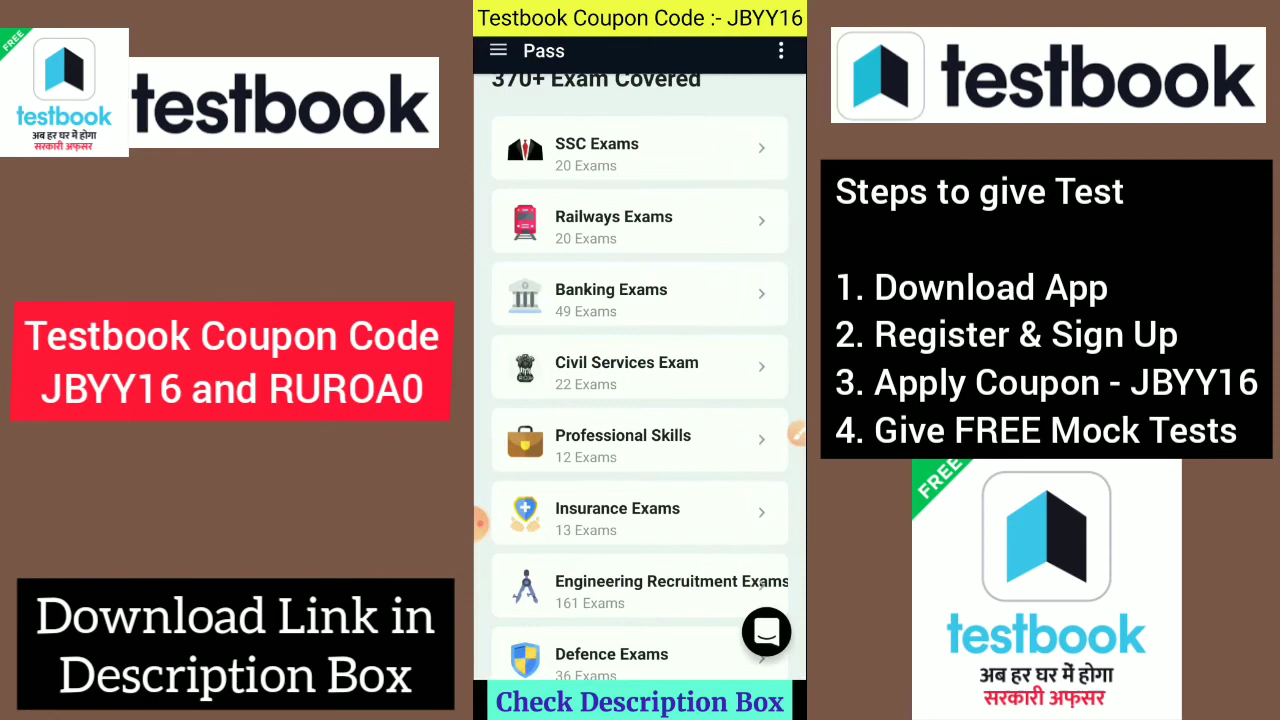 FREE
testbook
अब हर घर में होगा
सरकारी अफ़सर
testbook
Testbook Coupon Code
JBYY16 and RUROA0
Download Link in
Description Box
Testbook Coupon Code :- JBYY16
Pass
370+ Exam Covered
SSC Exams
20 Exams
Railways Exams
20 Exams
Banking Exams
49 Exams
Civil Services Exam
22 Exams
Professional Skills
12 Exams
Insurance Exams
13 Exams
Engineering Recruitment Exams
161 Exams
Defence Exams
36 Exams
Check Description Box
testbook
Steps to give Test
1. Download App
2. Register & Sign Up
3. Apply Coupon - JBYY16
4. Give FREE Mock Tests
FREE
testbook
अब हर घर में होगा
सरकारी अफ़सर